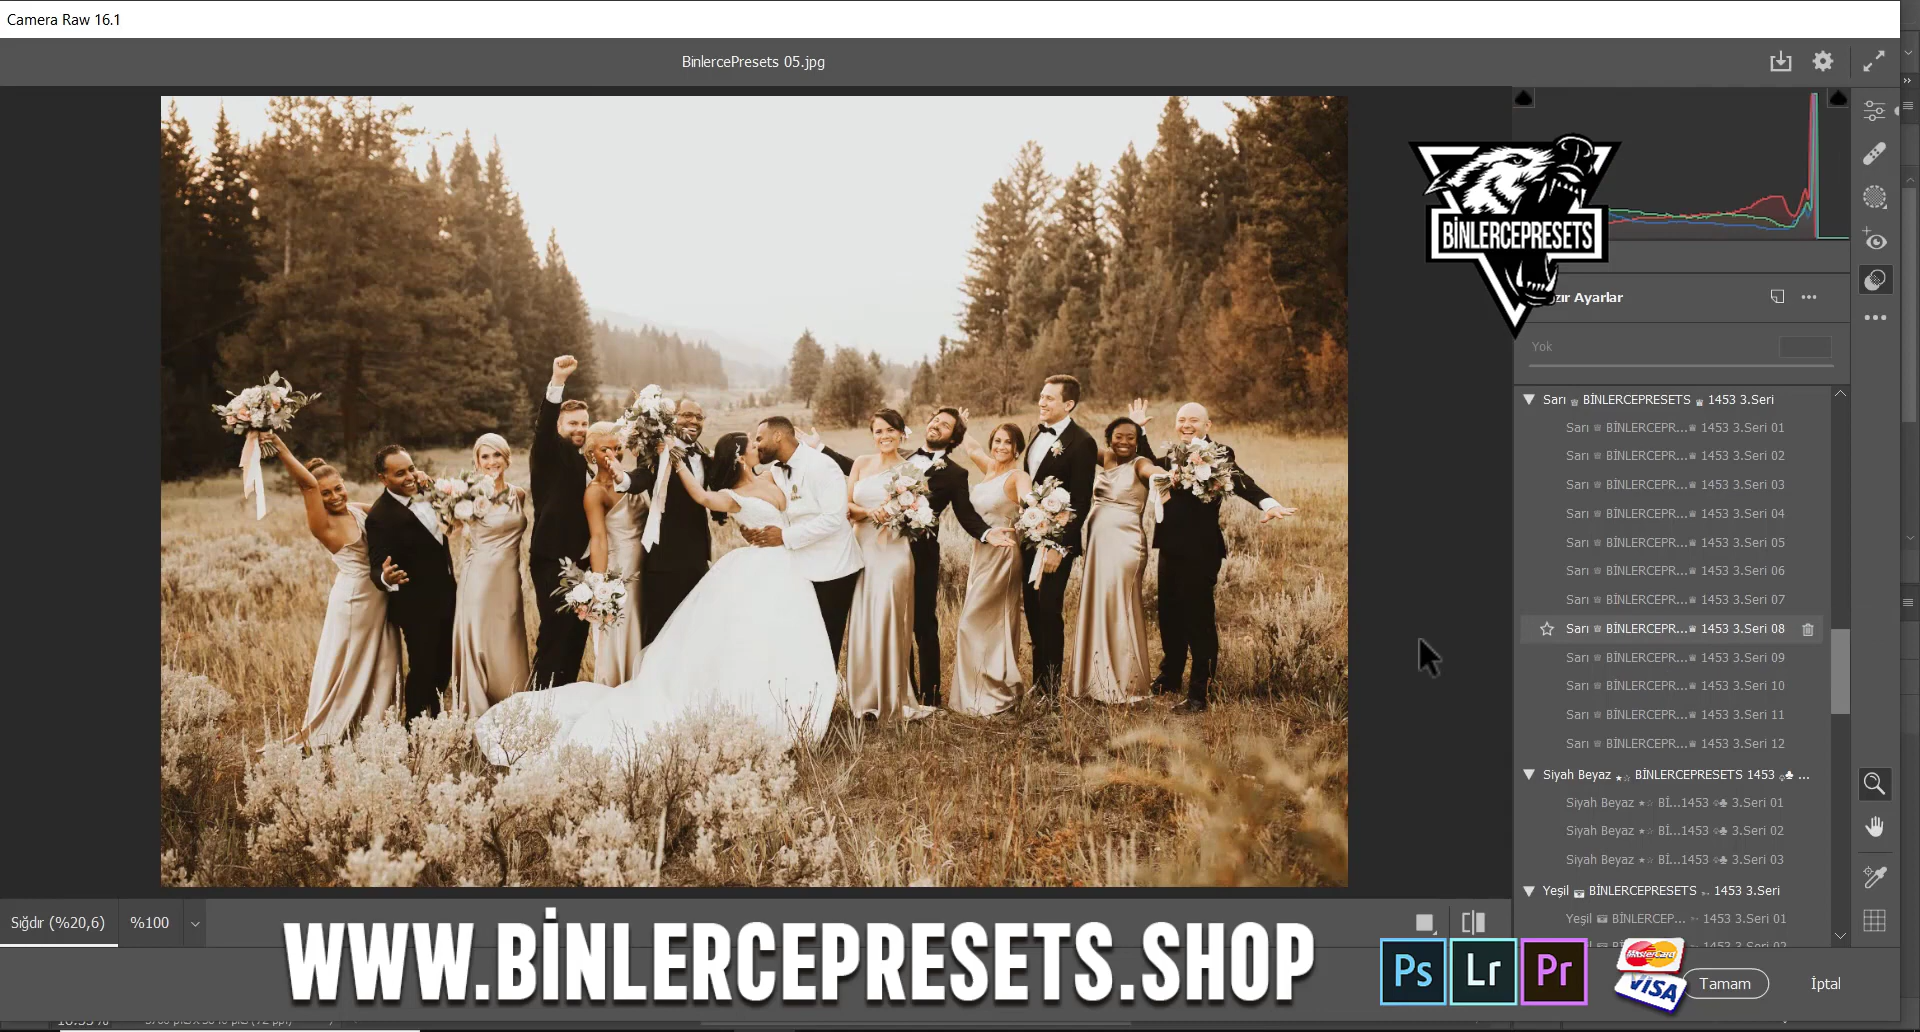 Camera Raw 16.1
BinlercePresets 05.jpg
BİNLERCEPRESETS
zır Ayarlar
Yok
Sarı ♕ BİNLERCEPRESETS ♛ 1453 3.Seri
Sarı ♕ BİNLERCEPR...♛ 1453 3.Seri 01
Sarı ♕ BİNLERCEPR...♛ 1453 3.Seri 02
Sarı ♕ BİNLERCEPR...♛ 1453 3.Seri 03
Sarı ♕ BİNLERCEPR...♛ 1453 3.Seri 04
Sarı ♕ BİNLERCEPR...♛ 1453 3.Seri 05
Sarı ♕ BİNLERCEPR...♛ 1453 3.Seri 06
Sarı ♕ BİNLERCEPR...♛ 1453 3.Seri 07
Sarı ♕ BİNLERCEPR...♛ 1453 3.Seri 08
Sarı ♕ BİNLERCEPR...♛ 1453 3.Seri 09
Sarı ♕ BİNLERCEPR...♛ 1453 3.Seri 10
Sarı ♕ BİNLERCEPR...♛ 1453 3.Seri 11
Sarı ♕ BİNLERCEPR...♛ 1453 3.Seri 12
Siyah Beyaz ★☆ BİNLERCEPRESETS 1453 ♤♣ ...
Siyah Beyaz ★☆ Bİ...1453 ♤♣ 3.Seri 01
Siyah Beyaz ★☆ Bİ...1453 ♤♣ 3.Seri 02
Siyah Beyaz ★☆ Bİ...1453 ♤♣ 3.Seri 03
Yeşil BİNLERCEPRESETS 1453 3.Seri
Yeşil BİNLERCEP... 1453 3.Seri 01
Sığdır (%20,6)
%100
WWW.BİNLERCEPRESETS.SHOP
Ps
Lr
Pr
MasterCard
VISA
Tamam
İptal